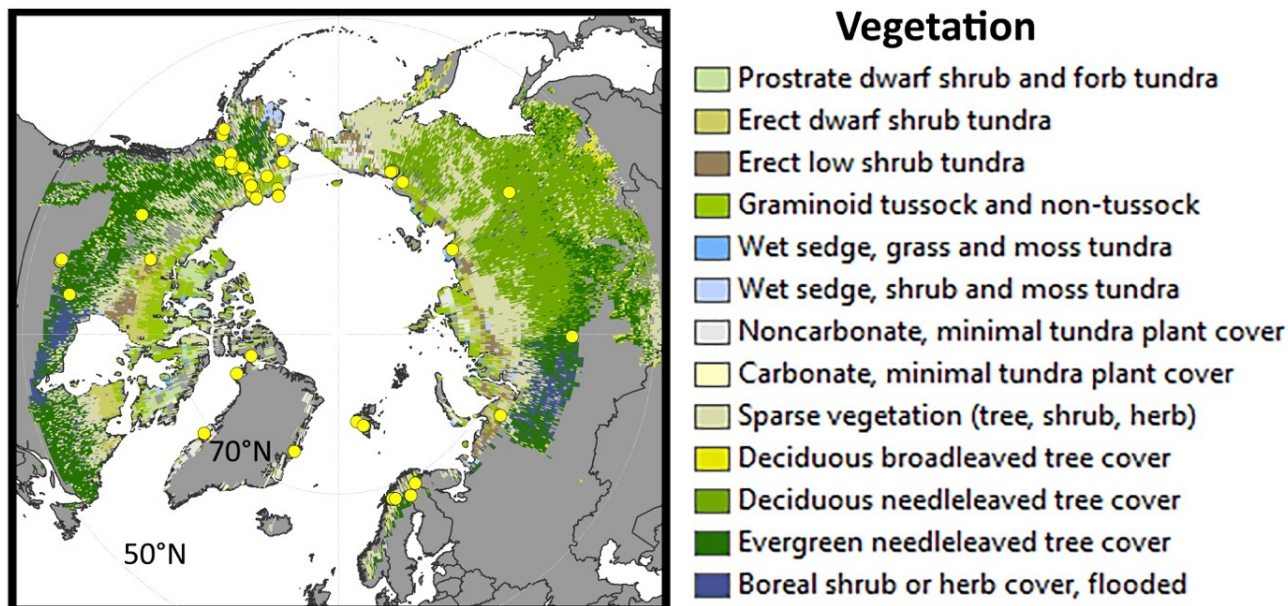 70°N
50°N
Vegetation
Prostrate dwarf shrub and forb tundra
Erect dwarf shrub tundra
Erect low shrub tundra
Graminoid tussock and non-tussock
Wet sedge, grass and moss tundra
Wet sedge, shrub and moss tundra
Noncarbonate, minimal tundra plant cover
Carbonate, minimal tundra plant cover
Sparse vegetation (tree, shrub, herb)
Deciduous broadleaved tree cover
Deciduous needleleaved tree cover
Evergreen needleleaved tree cover
Boreal shrub or herb cover, flooded